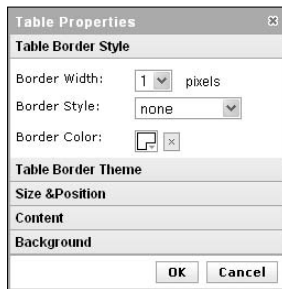 Table Properties
Table Border Style
Border Width: 1 pixels
Border Style: none
Border Color:
Table Border Theme
Size &Position
Content
Background
OK Cancel